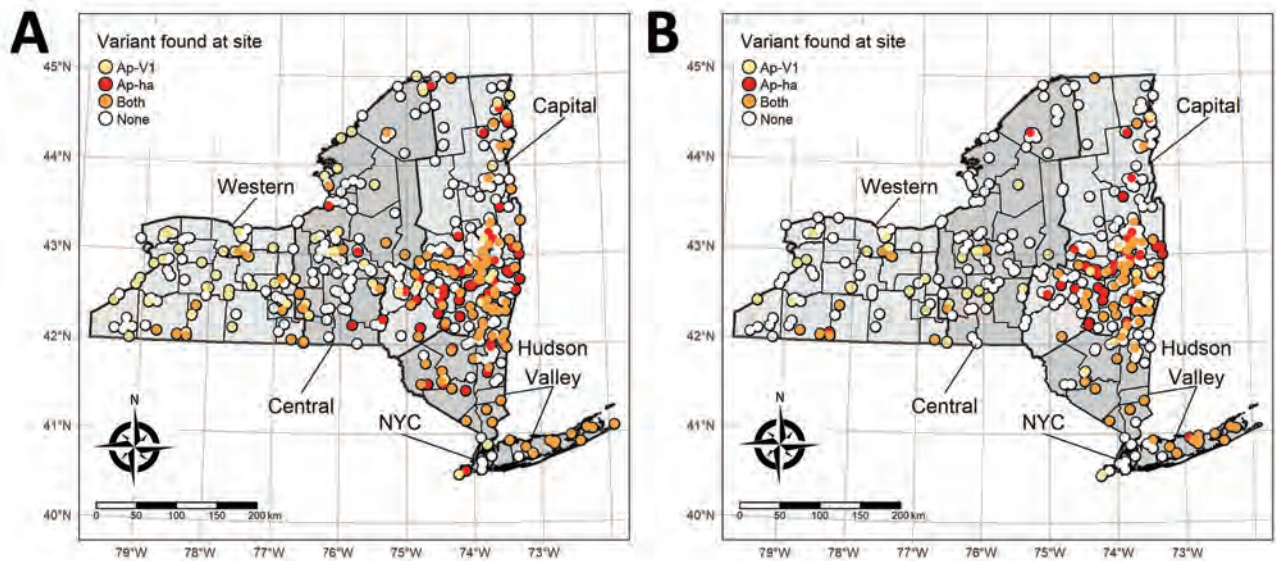 A
Variant found at site
Ap-V1
Ap-ha
Both
None
45°N
44°N
43°N
42°N
41°N
40°N
Capital
Western
Central
Hudson
Valley
NYC
N
0 50 100 150 200 km
79°W 78°W 77°W 76°W 75°W 74°W 73°W
B
Variant found at site
Ap-V1
Ap-ha
Both
None
45°N
44°N
43°N
42°N
41°N
40°N
Capital
Western
Central
Hudson
Valley
NYC
N
0 50 100 150 200 km
79°W 78°W 77°W 76°W 75°W 74°W 73°W